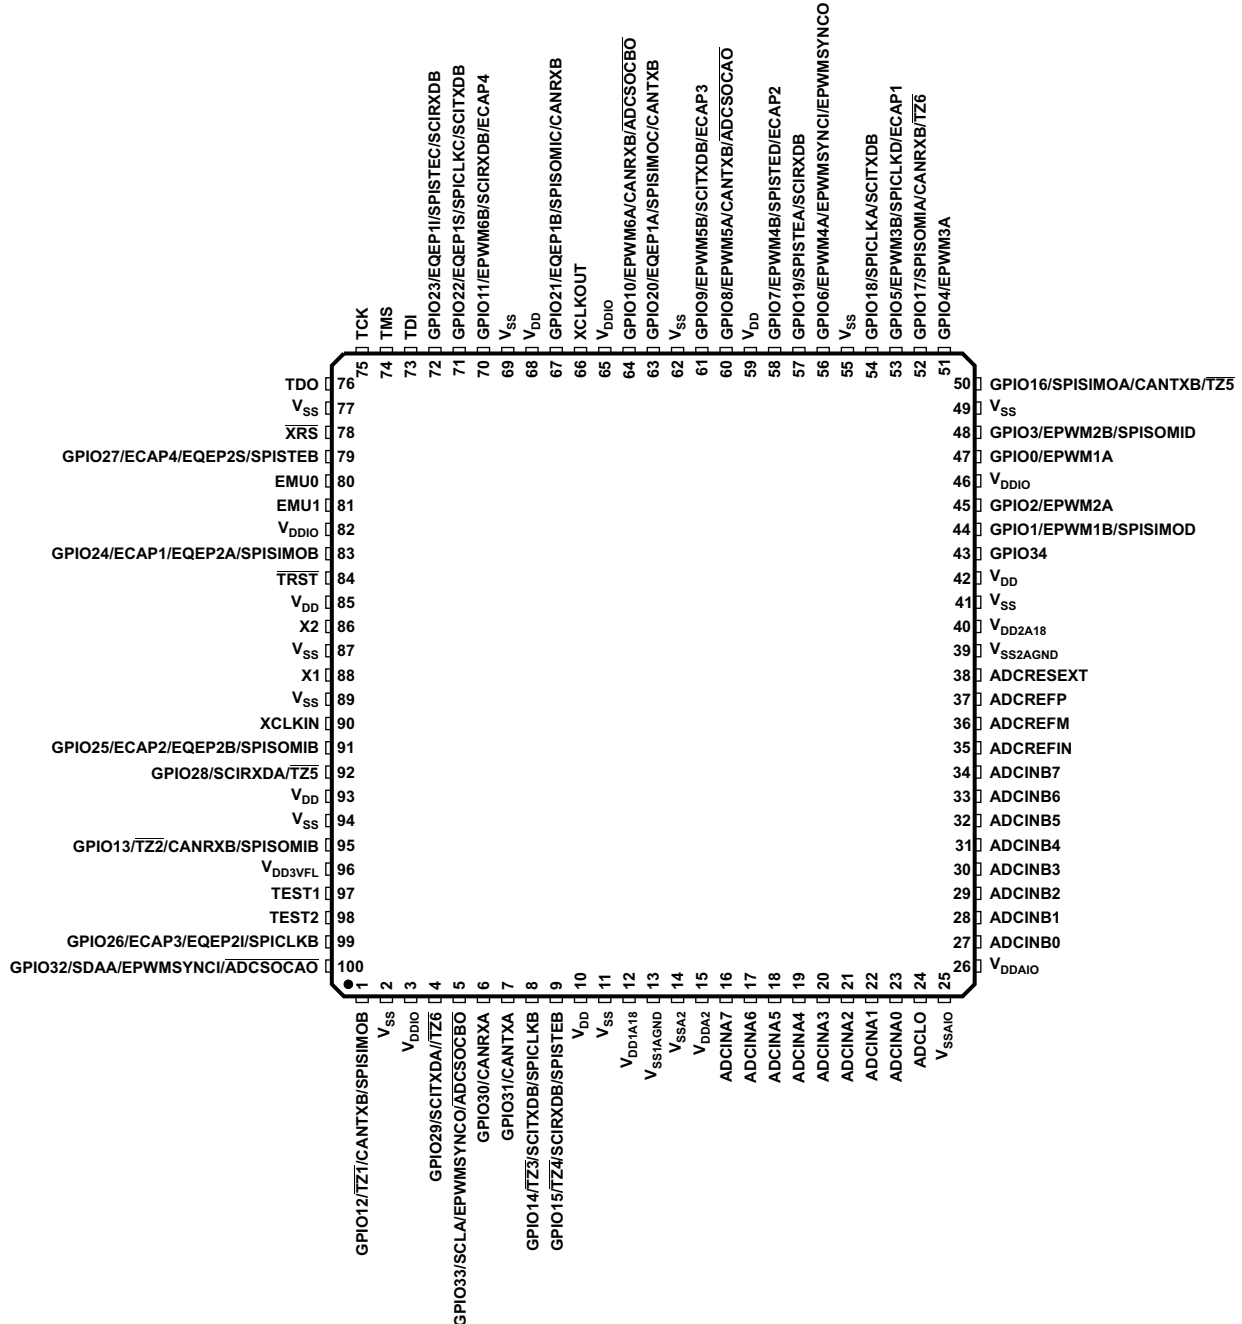 TCK
TMS
TDI
GPIO23/EQEP1I/SPISTEC/SCIRXDB
GPIO22/EQEP1S/SPICLKC/SCITXDB
GPIO11/EPWM6B/SCIRXDB/ECAP4
VSS
VDD
GPIO21/EQEP1B/SPISOMIC/CANRXB
XCLKOUT
VDDIO
GPIO10/EPWM6A/CANRXB/ADCSOCBO
GPIO20/EQEP1A/SPISIMOC/CANTXB
VSS
GPIO9/EPWM5B/SCITXDB/ECAP3
GPIO8/EPWM5A/CANTXB/ADCSOCAO
VDD
GPIO7/EPWM4B/SPISTED/ECAP2
GPIO19/SPISTEA/SCIRXDB
GPIO6/EPWM4A/EPWMSYNCI/EPWMSYNCO
VSS
GPIO18/SPICLKA/SCITXDB
GPIO5/EPWM3B/SPICLKD/ECAP1
GPIO17/SPISOMIA/CANRXB/TZ6
GPIO4/EPWM3A
75
74
73
72
71
70
69
68
67
66
65
64
63
62
61
60
59
58
57
56
55
54
53
52
51
TDO 76
VSS 77
XRS 78
GPIO27/ECAP4/EQEP2S/SPISTEB 79
EMU0 80
EMU1 81
VDDIO 82
GPIO24/ECAP1/EQEP2A/SPISIMOB 83
TRST 84
VDD 85
X2 86
VSS 87
X1 88
VSS 89
XCLKIN 90
GPIO25/ECAP2/EQEP2B/SPISOMIB 91
GPIO28/SCIRXDA/TZ5 92
VDD 93
VSS 94
GPIO13/TZ2/CANRXB/SPISOMIB 95
VDD3VFL 96
TEST1 97
TEST2 98
GPIO26/ECAP3/EQEP2I/SPICLKB 99
GPIO32/SDAA/EPWMSYNCI/ADCSOCAO 100
50 GPIO16/SPISIMOA/CANTXB/TZ5
49 VSS
48 GPIO3/EPWM2B/SPISOMID
47 GPIO0/EPWM1A
46 VDDIO
45 GPIO2/EPWM2A
44 GPIO1/EPWM1B/SPISIMOD
43 GPIO34
42 VDD
41 VSS
40 VDD2A18
39 VSS2AGND
38 ADCRESEXT
37 ADCREFP
36 ADCREFM
35 ADCREFIN
34 ADCINB7
33 ADCINB6
32 ADCINB5
31 ADCINB4
30 ADCINB3
29 ADCINB2
28 ADCINB1
27 ADCINB0
26 VDDAIO
1
2
3
4
5
6
7
8
9
10
11
12
13
14
15
16
17
18
19
20
21
22
23
24
25
GPIO12/TZ1/CANTXB/SPISIMOB
VSS
VDDIO
GPIO29/SCITXDA//TZ6
GPIO33/SCLA/EPWMSYNCO/ADCSOCBO
GPIO30/CANRXA
GPIO31/CANTXA
GPIO14/TZ3/SCITXDB/SPICLKB
GPIO15/TZ4/SCIRXDB/SPISTEB
VDD
VSS
VDD1A18
VSS1AGND
VSSA2
VDDA2
ADCINA7
ADCINA6
ADCINA5
ADCINA4
ADCINA3
ADCINA2
ADCINA1
ADCINA0
ADCLO
VSSAIO